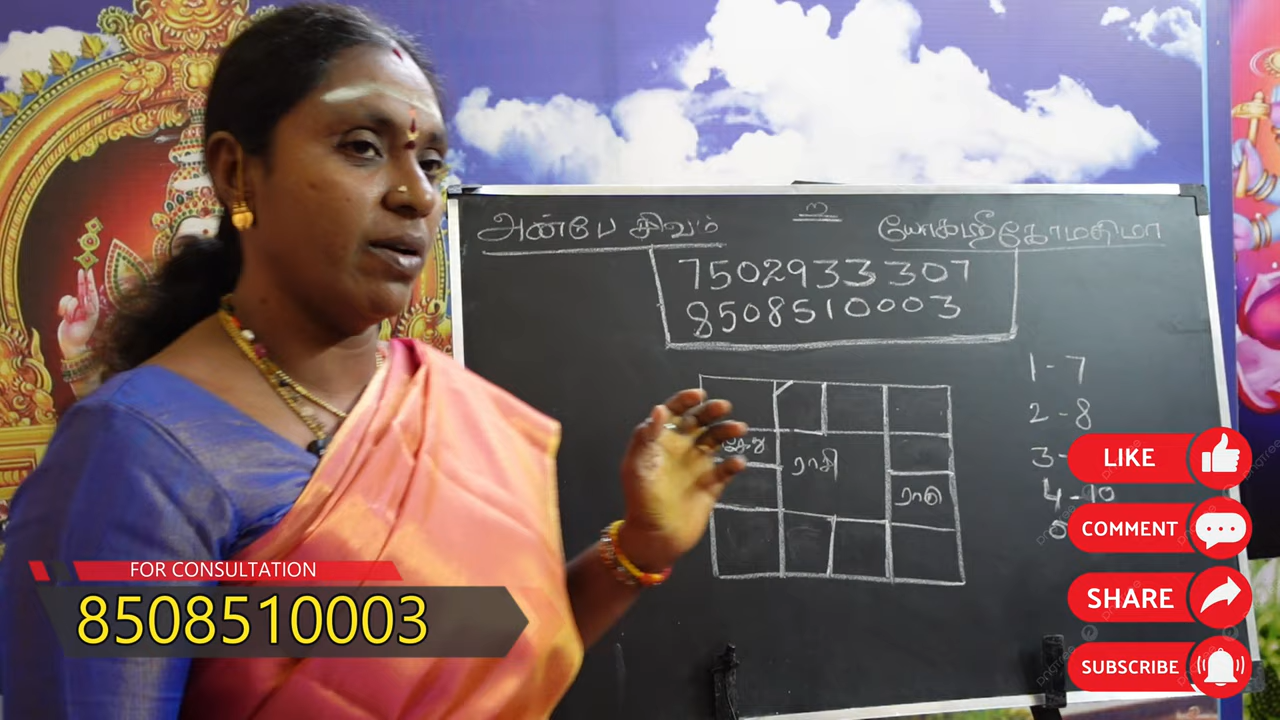 உ
அன்பே சிவம் யோகஸ்ரீகோமதிமா
7502933307
8508510003
1-7
2-8
3-
4-10
ராசி
LIKE
COMMENT
SHARE
SUBSCRIBE
FOR CONSULTATION
8508510003